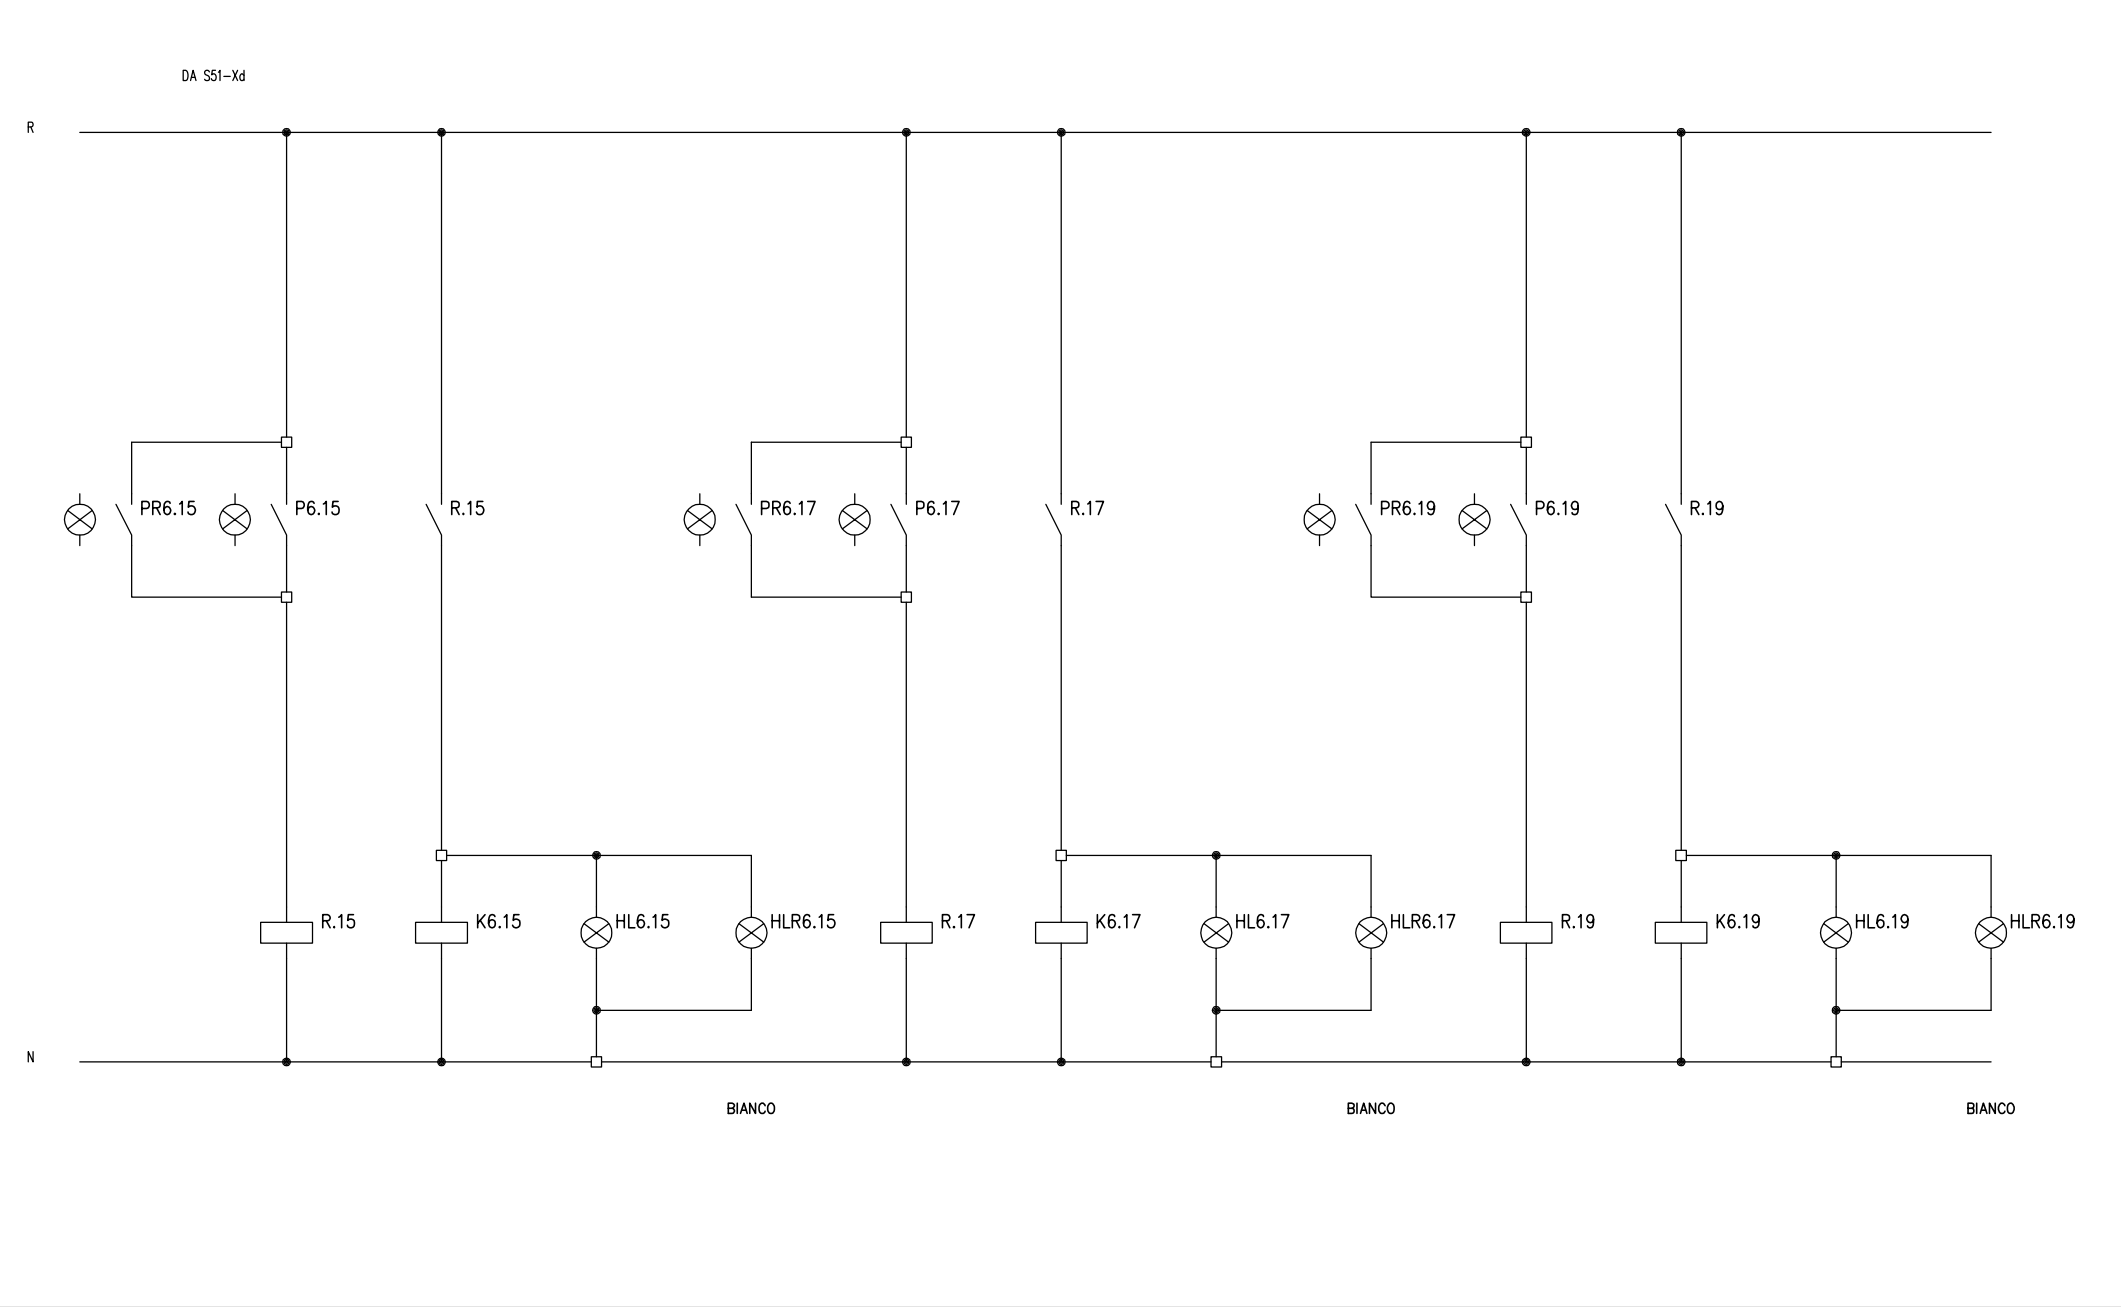 DA S51-Xd
R
PR6.15 P6.15 R.15 PR6.17 P6.17 R.17 PR6.19 P6.19 R.19
R.15 K6.15 HL6.15 HLR6.15 R.17 K6.17 HL6.17 HLR6.17 R.19 K6.19 HL6.19 HLR6.19
N
BIANCO BIANCO BIANCO